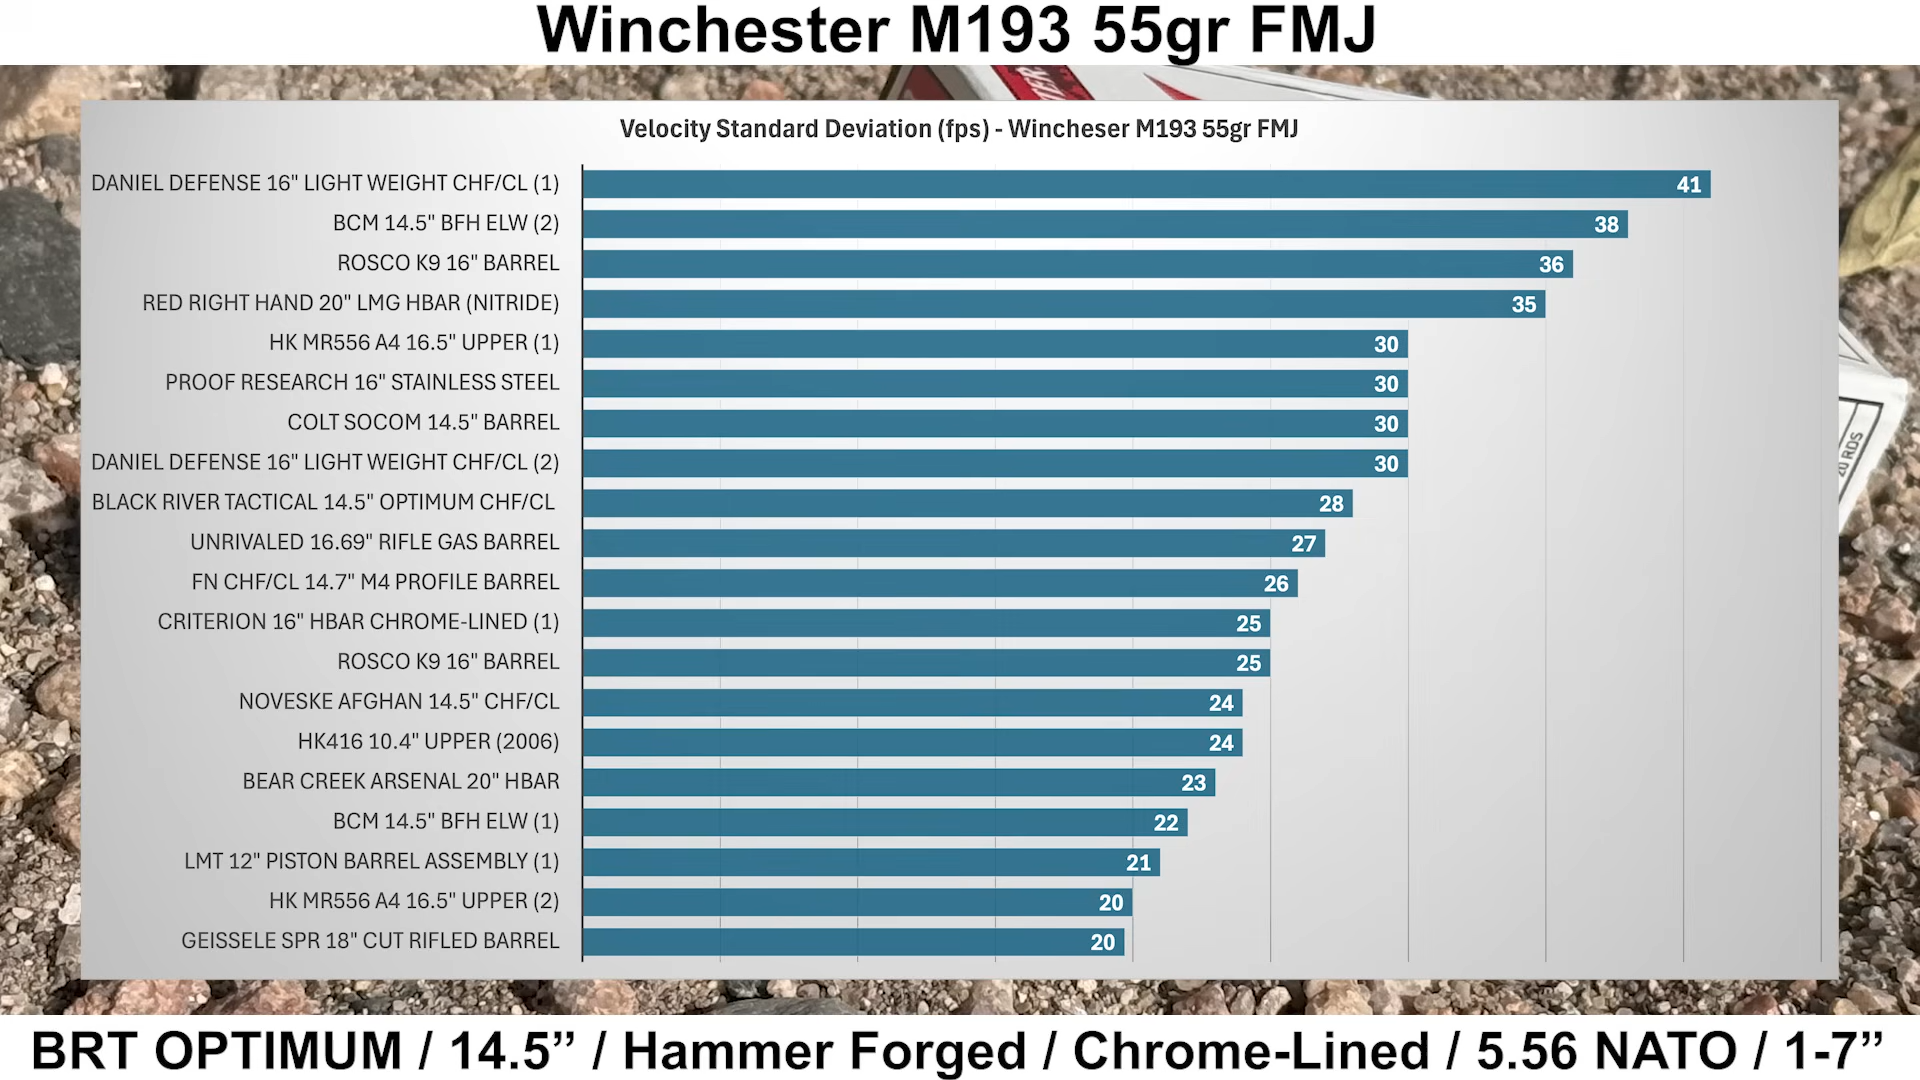 Winchester M193 55gr FMJ
Velocity Standard Deviation (fps) - Wincheser M193 55gr FMJ
DANIEL DEFENSE 16" LIGHT WEIGHT CHF/CL (1) 41
BCM 14.5" BFH ELW (2) 38
ROSCO K9 16" BARREL 36
RED RIGHT HAND 20" LMG HBAR (NITRIDE) 35
HK MR556 A4 16.5" UPPER (1) 30
PROOF RESEARCH 16" STAINLESS STEEL 30
COLT SOCOM 14.5" BARREL 30
DANIEL DEFENSE 16" LIGHT WEIGHT CHF/CL (2) 30
BLACK RIVER TACTICAL 14.5" OPTIMUM CHF/CL 28
UNRIVALED 16.69" RIFLE GAS BARREL 27
FN CHF/CL 14.7" M4 PROFILE BARREL 26
CRITERION 16" HBAR CHROME-LINED (1) 25
ROSCO K9 16" BARREL 25
NOVESKE AFGHAN 14.5" CHF/CL 24
HK416 10.4" UPPER (2006) 24
BEAR CREEK ARSENAL 20" HBAR 23
BCM 14.5" BFH ELW (1) 22
LMT 12" PISTON BARREL ASSEMBLY (1) 21
HK MR556 A4 16.5" UPPER (2) 20
GEISSELE SPR 18" CUT RIFLED BARREL 20
20 RDS
BRT OPTIMUM / 14.5” / Hammer Forged / Chrome-Lined / 5.56 NATO / 1-7”